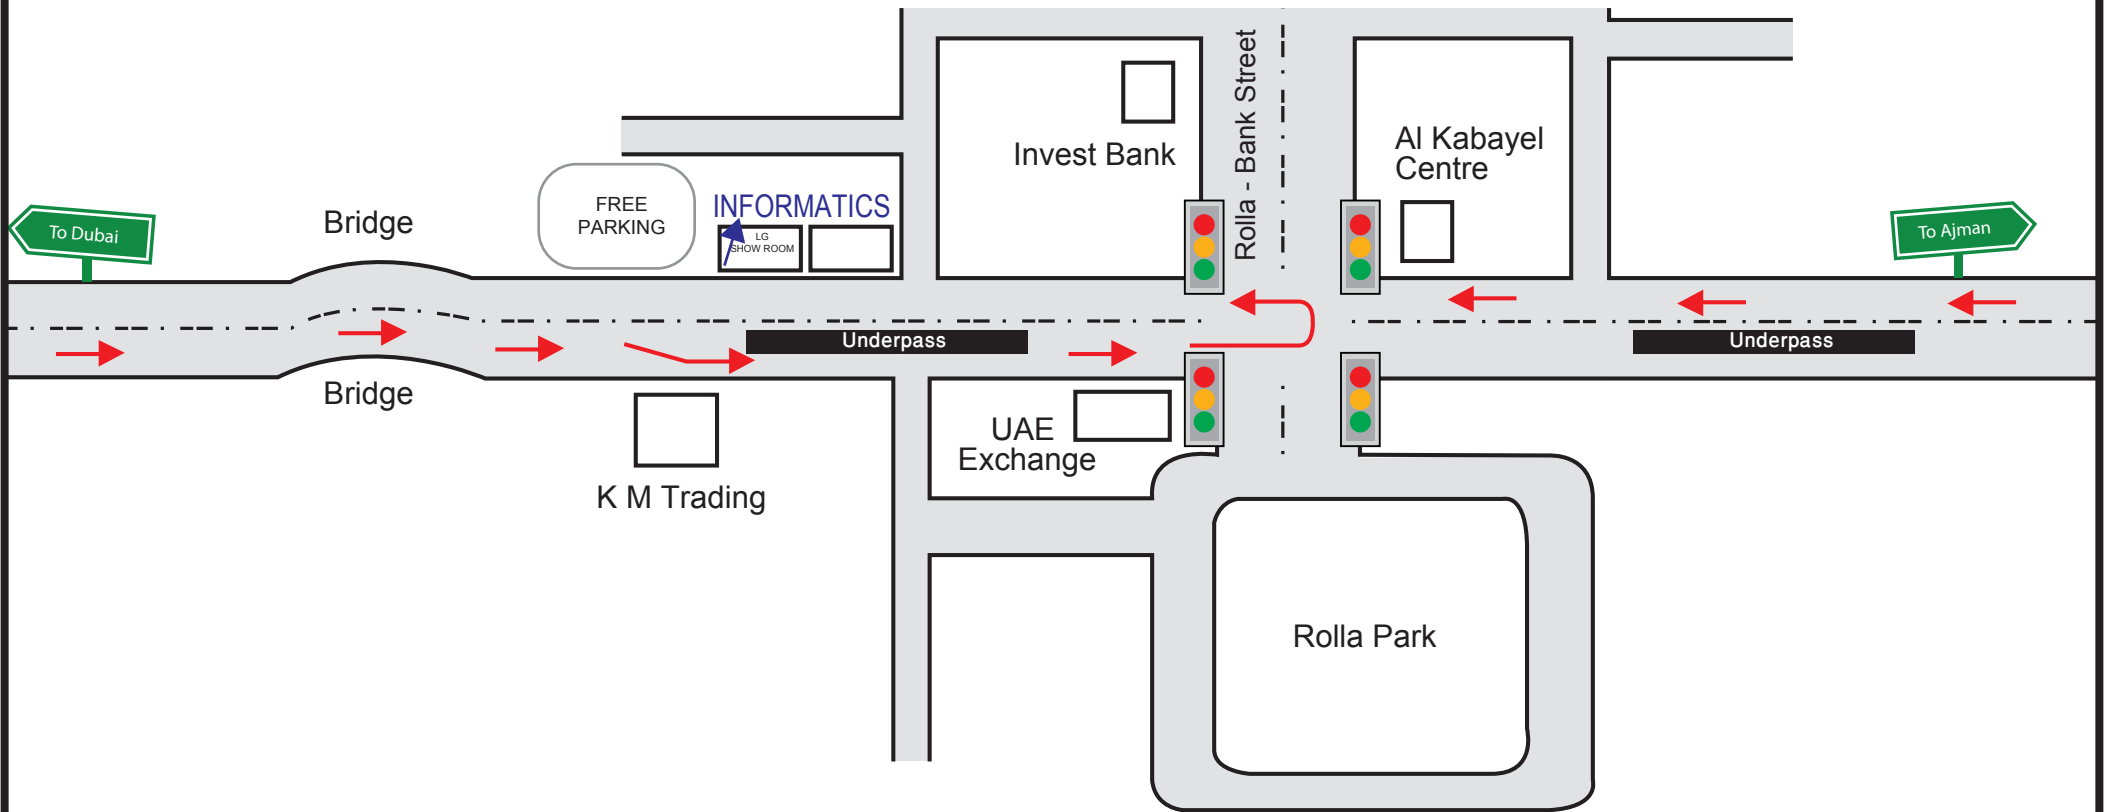 Rolla - Bank Street
Invest Bank
Al Kabayel
Centre
FREE
PARKING
INFORMATICS
LG
SHOW ROOM
Bridge
To Dubai
To Ajman
Underpass
Underpass
Bridge
UAE
Exchange
K M Trading
Rolla Park